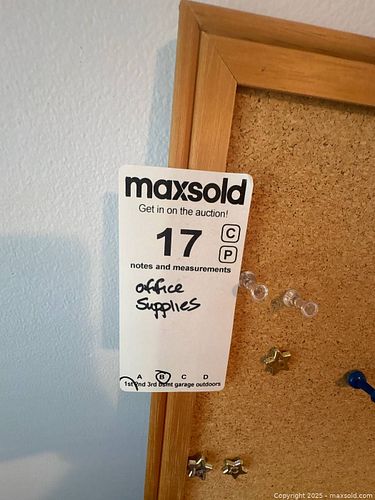 maxsold
Get in on the auction!
17 C
P
notes and measurements
office
supplies
A B C D
1st 2nd 3rd bsmt garage outdoors
Copyright 2025 - maxsold.com